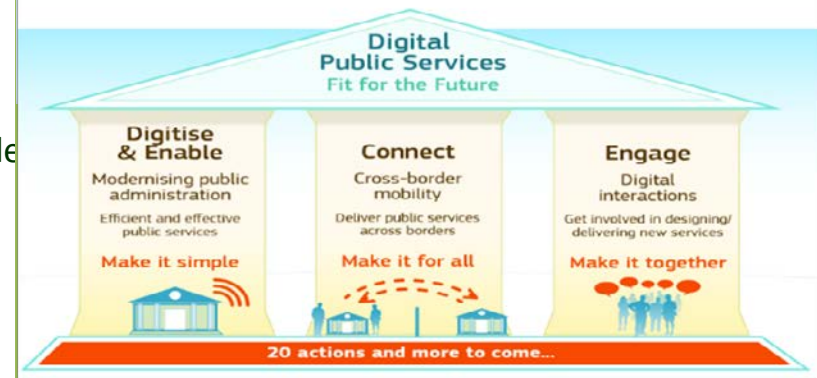 Digital
Public Services
Fit for the Future
Digitise
& Enable
Modernising public
administration
Efficient and effective
public services
Make it simple
Connect
Cross-border
mobility
Deliver public services
across borders
Make it for all
Engage
Digital
interactions
Get involved in designing/
delivering new services
Make it together
20 actions and more to come...